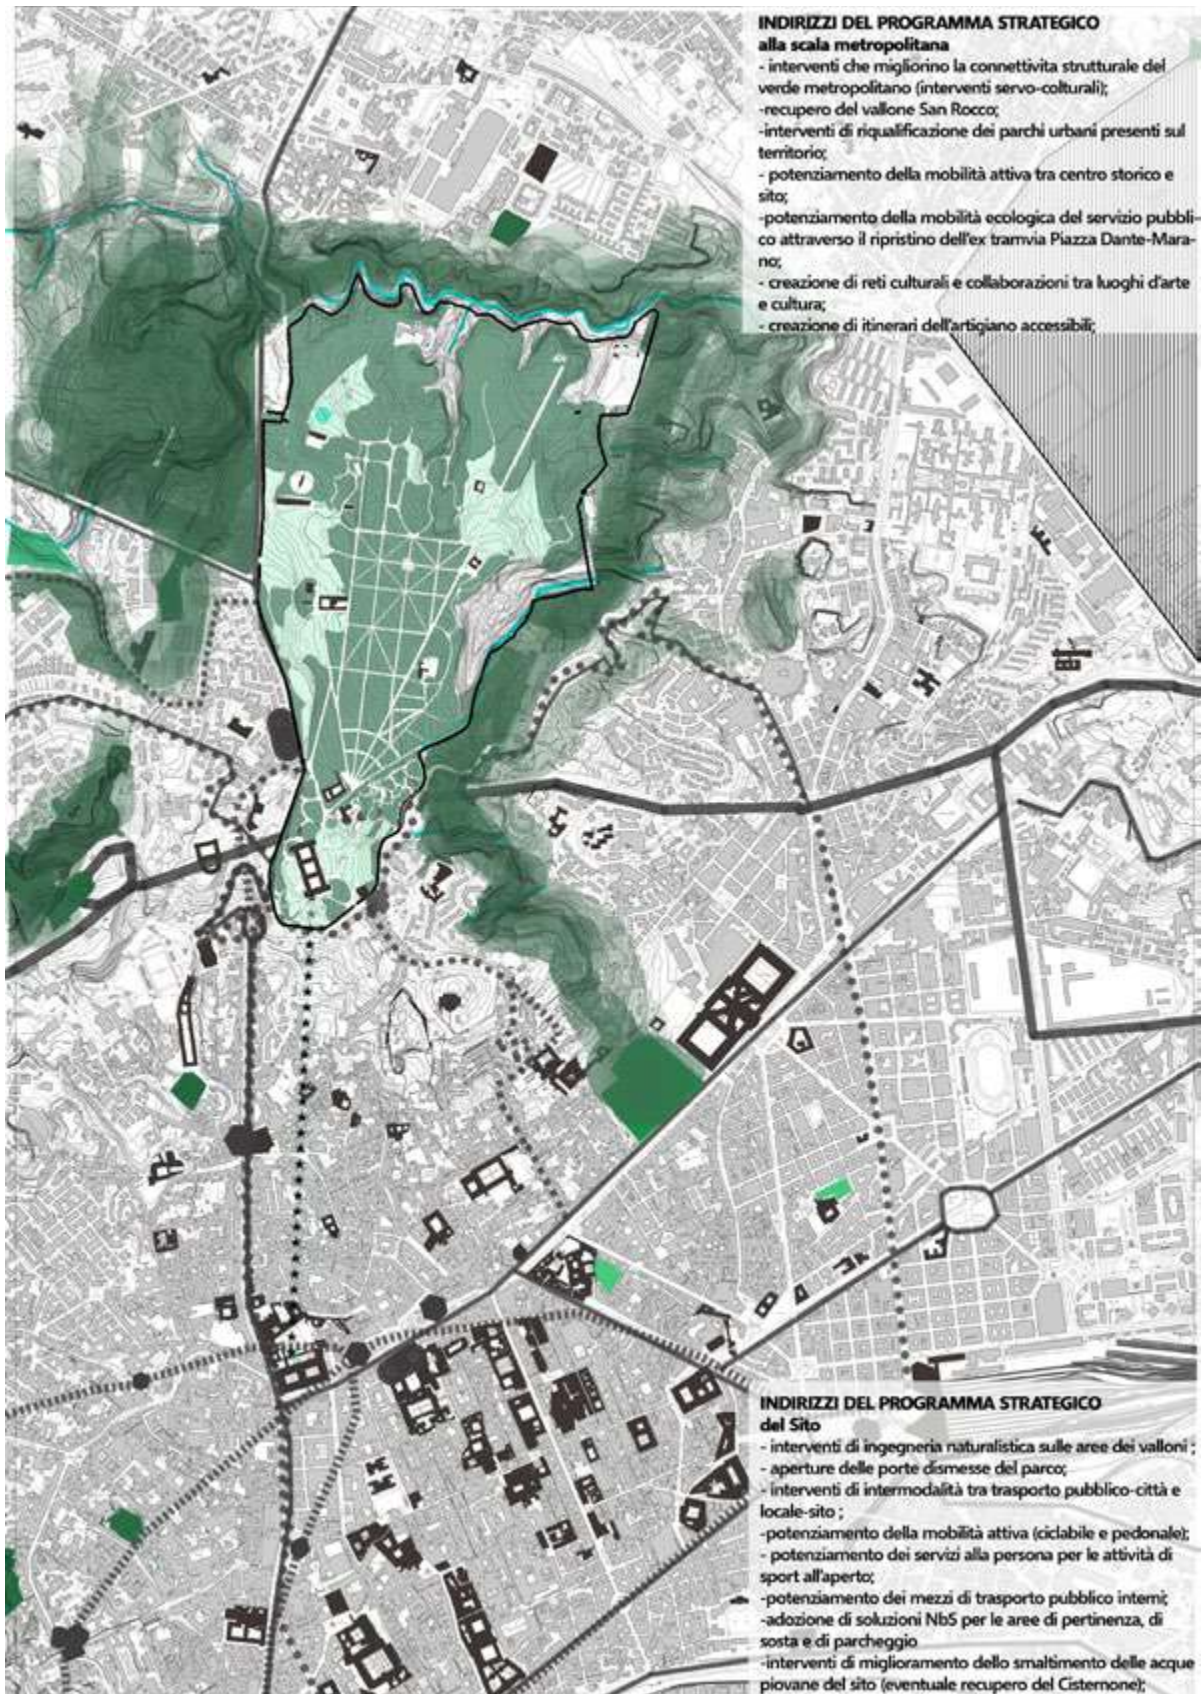 INDIRIZZI DEL PROGRAMMA STRATEGICO
alla scala metropolitana
- interventi che migliorino la connettivita strutturale del
verde metropolitano (interventi servo-colturali);
-recupero del vallone San Rocco;
-interventi di riqualificazione dei parchi urbani presenti sul
territorio;
- potenziamento della mobilità attiva tra centro storico e
sito;
-potenziamento della mobilità ecologica del servizio pubbli-
co attraverso il ripristino dell'ex tramvia Piazza Dante-Mara-
no;
- creazione di reti culturali e collaborazioni tra luoghi d'arte
e cultura;
- creazione di itinerari dell'artigiano accessibili;
INDIRIZZI DEL PROGRAMMA STRATEGICO
del Sito
- interventi di ingegneria naturalistica sulle aree dei valloni ;
- aperture delle porte dismesse del parco;
- interventi di intermodalità tra trasporto pubblico-città e
locale-sito ;
-potenziamento della mobilità attiva (ciclabile e pedonale);
- potenziamento dei servizi alla persona per le attività di
sport all'aperto;
-potenziamento dei mezzi di trasporto pubblico interni;
-adozione di soluzioni NbS per le aree di pertinenza, di
sosta e di parcheggio
-interventi di miglioramento dello smaltimento delle acque
piovane del sito (eventuale recupero del Cisternone);